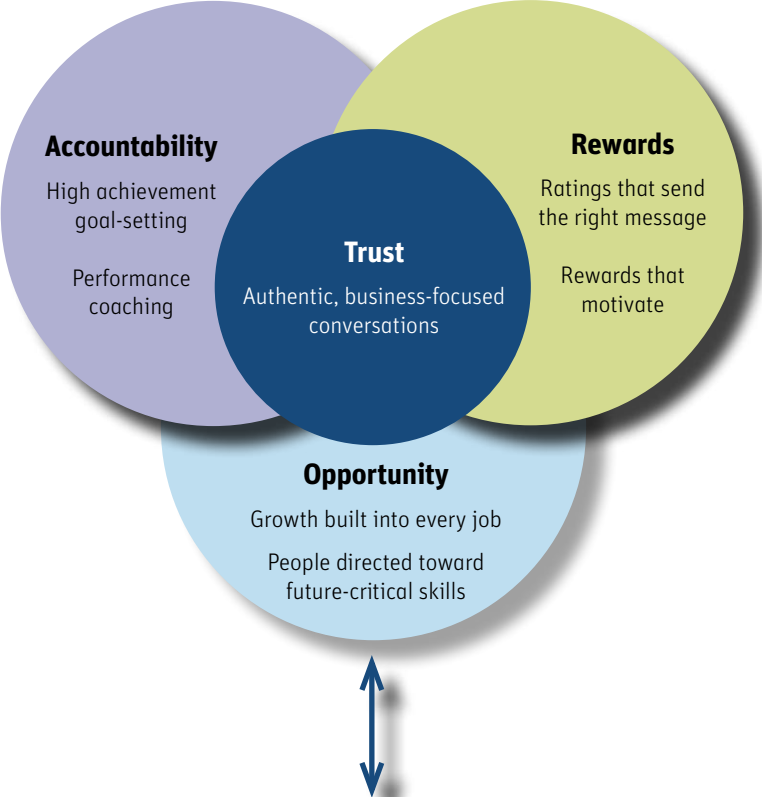 Accountability
High achievement
goal-setting
Performance
coaching
Rewards
Ratings that send
the right message
Rewards that
motivate
Trust
Authentic, business-focused
conversations
Opportunity
Growth built into every job
People directed toward
future-critical skills